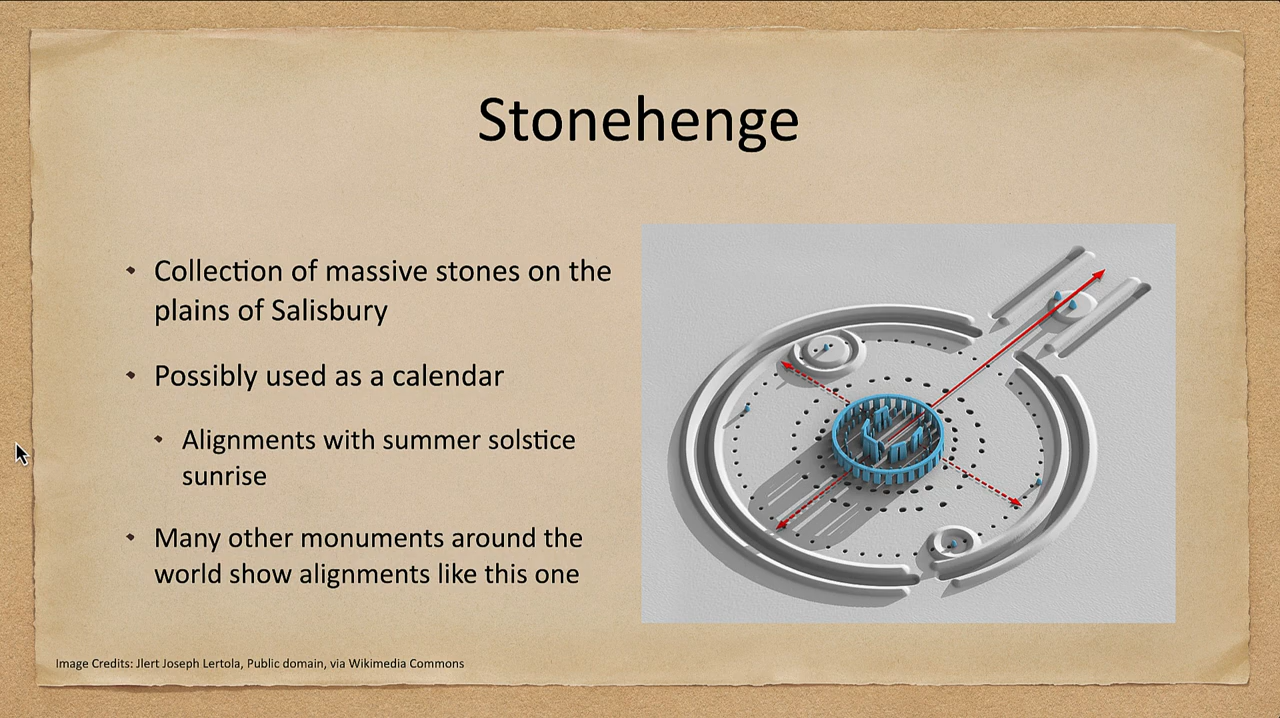 Stonehenge
Collection of massive stones on the
plains of Salisbury
Possibly used as a calendar
Alignments with summer solstice
sunrise
Many other monuments around the
world show alignments like this one
Image Credits: Jlert Joseph Lertola, Public domain, via Wikimedia Commons